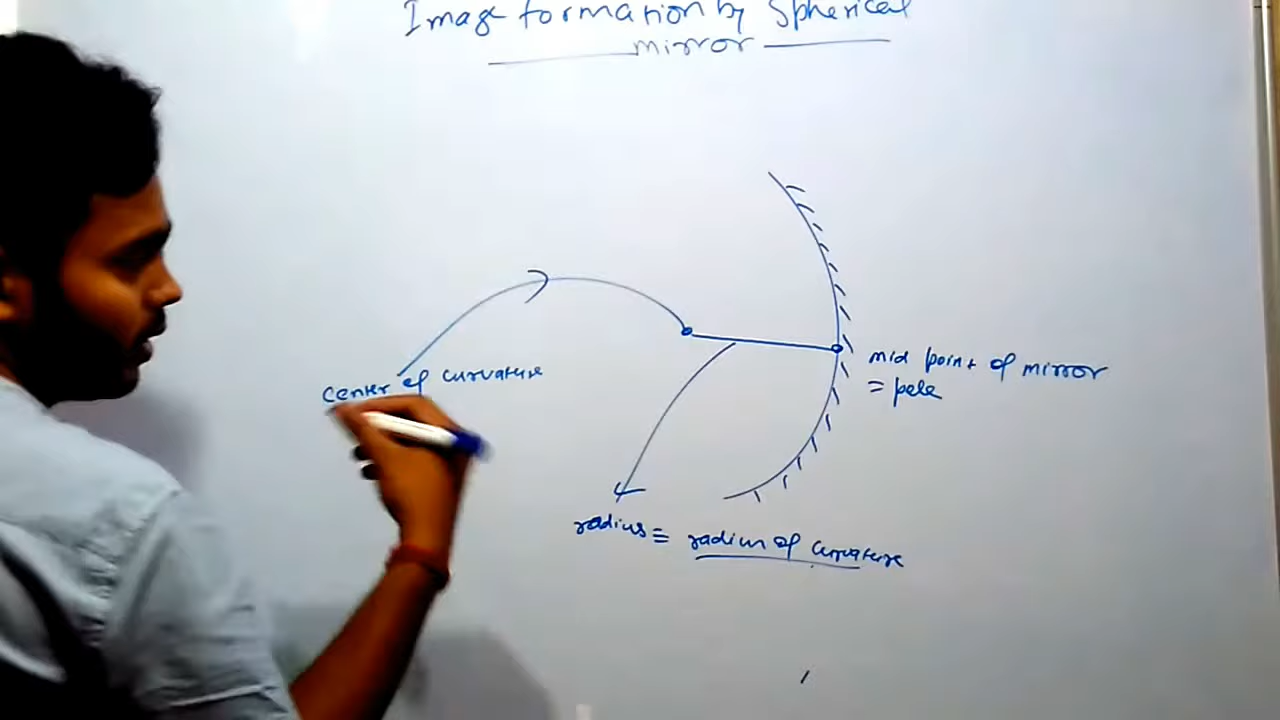 Image formation by Spherical
mirror
center of curvature
mid point of mirror
= pole
radius = radius of curvature